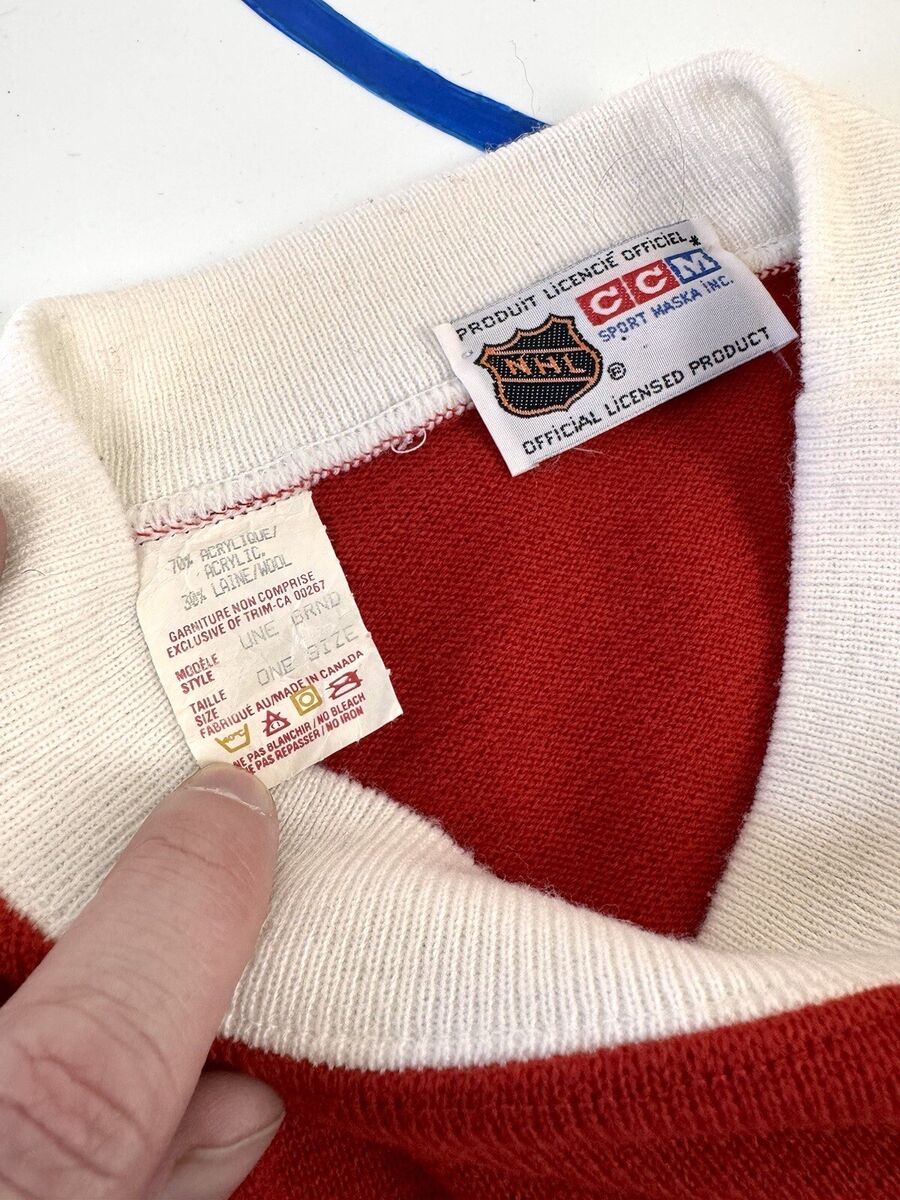 PRODUIT LICENCIÉ OFFICIEL*
CCM
SPORT MASKA INC.
NHL ®
OFFICIAL LICENSED PRODUCT
70% ACRYLIQUE/
ACRYLIC.
30% LAINE/WOOL
GARNITURE NON COMPRISE
EXCLUSIVE OF TRIM-CA 00267
MODÈLE
STYLE
UNE GRND
TAILLE
SIZE
ONE SIZE
FABRIQUÉ AU/MADE IN CANADA
NE PAS BLANCHIR/NO BLEACH
NE PAS REPASSER/NO IRON